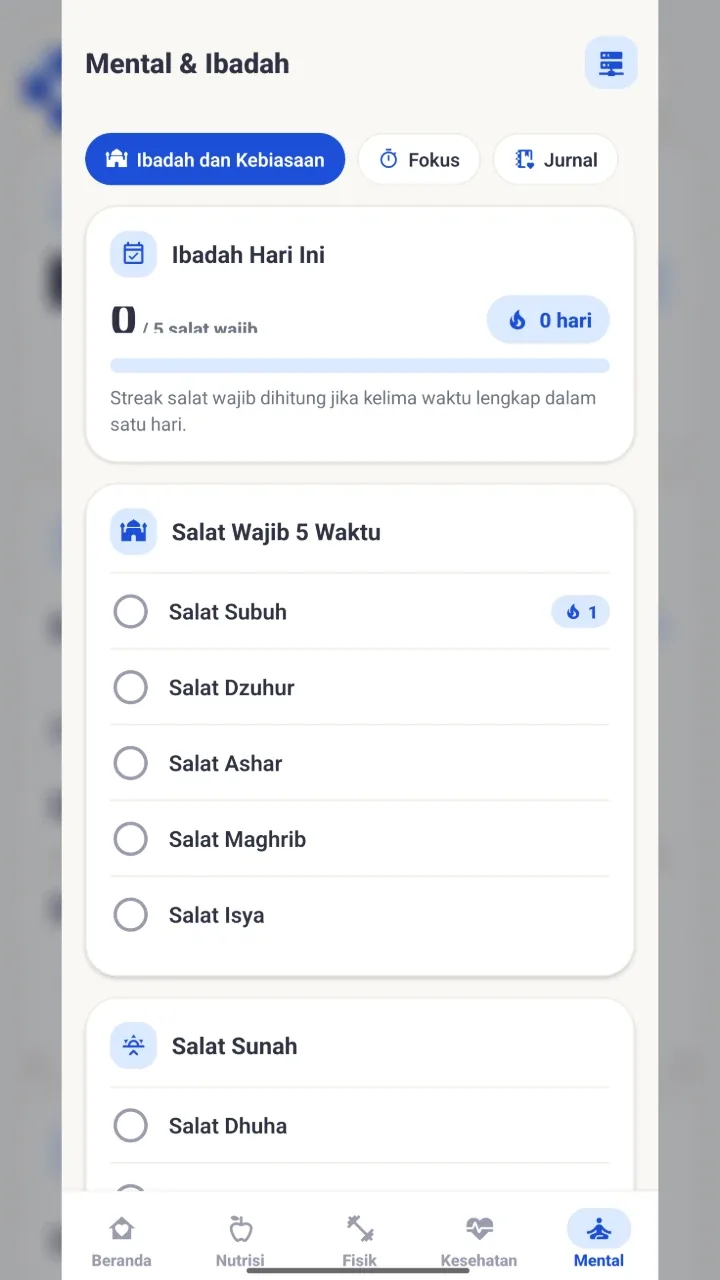 Mental & Ibadah
Ibadah dan Kebiasaan
Fokus
Jurnal
Ibadah Hari Ini
0 / 5 salat wajib
0 hari
Streak salat wajib dihitung jika kelima waktu lengkap dalam
satu hari.
Salat Wajib 5 Waktu
Salat Subuh
1
Salat Dzuhur
Salat Ashar
Salat Maghrib
Salat Isya
Salat Sunah
Salat Dhuha
Beranda
Nutrisi
Fisik
Kesehatan
Mental